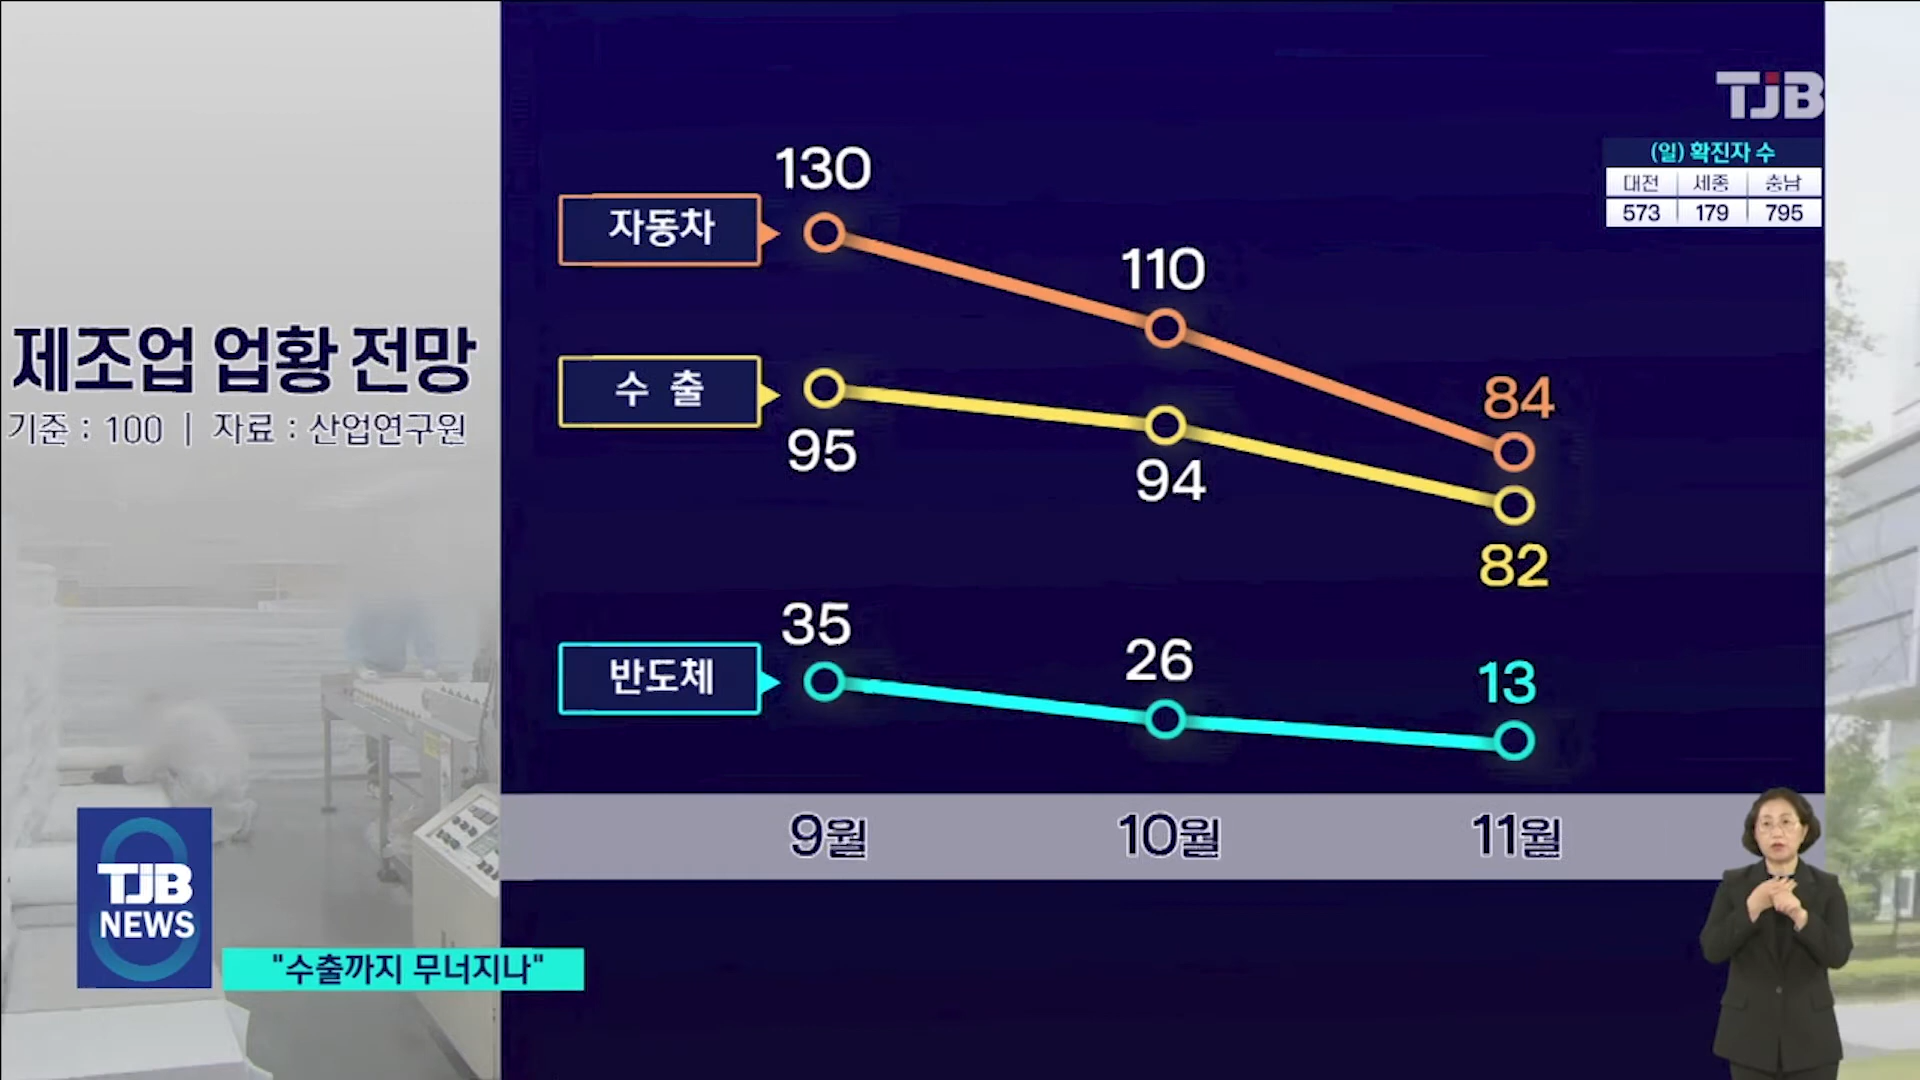 TJB
(일) 확진자 수
대전 세종 충남
573 179 795
제조업 업황 전망
기준 : 100 | 자료 : 산업연구원
자동차
130
110
84
수 출
95
94
82
반도체
35
26
13
9월 10월 11월
TJB
NEWS
"수출까지 무너지나"